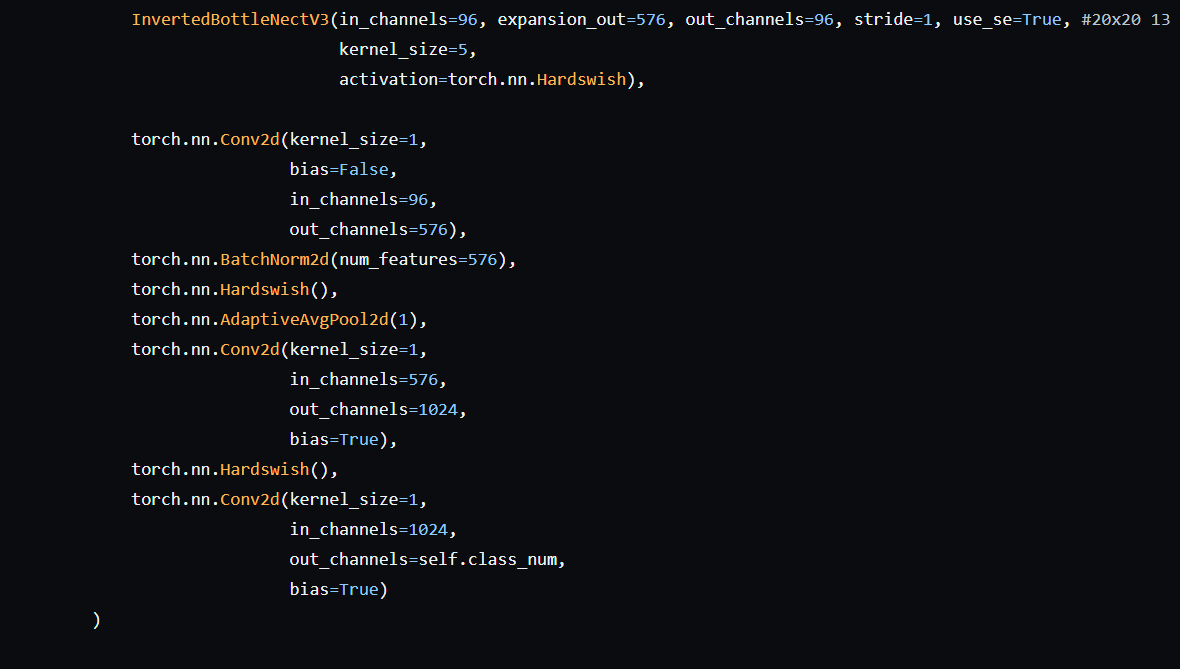 InvertedBottleNectV3(in_channels=96, expansion_out=576, out_channels=96, stride=1, use_se=True, #20x20 13
kernel_size=5,
activation=torch.nn.Hardswish),
torch.nn.Conv2d(kernel_size=1,
bias=False,
in_channels=96,
out_channels=576),
torch.nn.BatchNorm2d(num_features=576),
torch.nn.Hardswish(),
torch.nn.AdaptiveAvgPool2d(1),
torch.nn.Conv2d(kernel_size=1,
in_channels=576,
out_channels=1024,
bias=True),
torch.nn.Hardswish(),
torch.nn.Conv2d(kernel_size=1,
in_channels=1024,
out_channels=self.class_num,
bias=True)
)